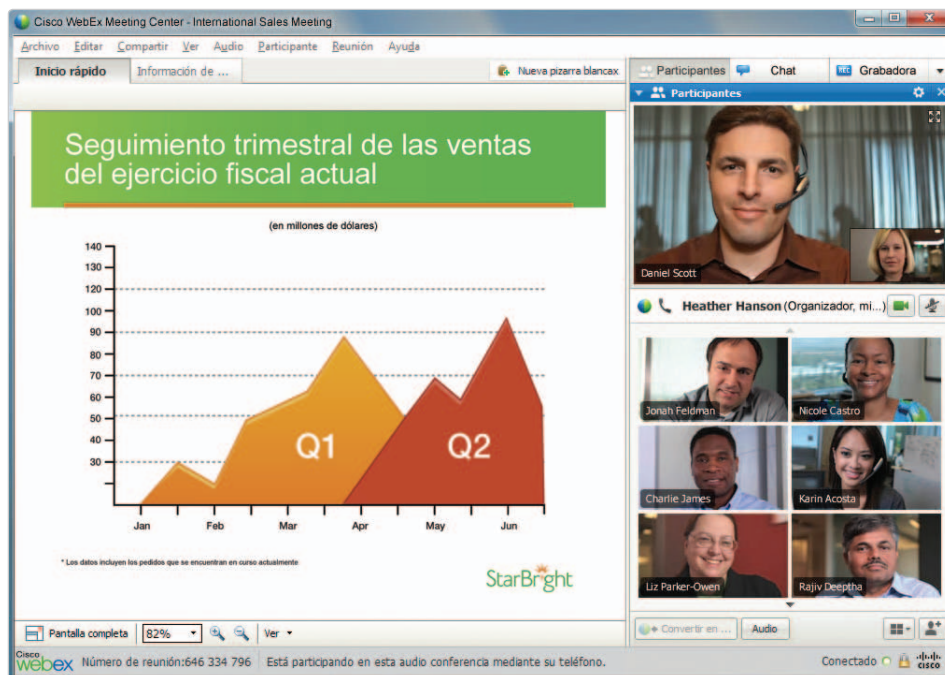 Cisco WebEx Meeting Center - International Sales Meeting
Archivo Editar Compartir Ver Audio Participante Reunión Ayuda
Inicio rápido Información de ... Nueva pizarra blancax Participantes Chat REC Grabadora
Participantes
Seguimiento trimestral de las ventas
del ejercicio fiscal actual
(en millones de dólares)
140
130
120
100
90
80
70
60
50
40
30
Q1 Q2
Jan Feb Mar Apr May Jun
* Los datos incluyen los pedidos que se encuentran en curso actualmente
StarBright
Daniel Scott
Heather Hanson (Organizador, mi...)
Jonah Feldman Nicole Castro
Charlie James Karin Acosta
Liz Parker-Owen Rajiv Deeptha
Pantalla completa 82% Ver Convertir en ... Audio
Cisco webex Número de reunión:646 334 796 Está participando en esta audio conferencia mediante su teléfono. Conectado cisco